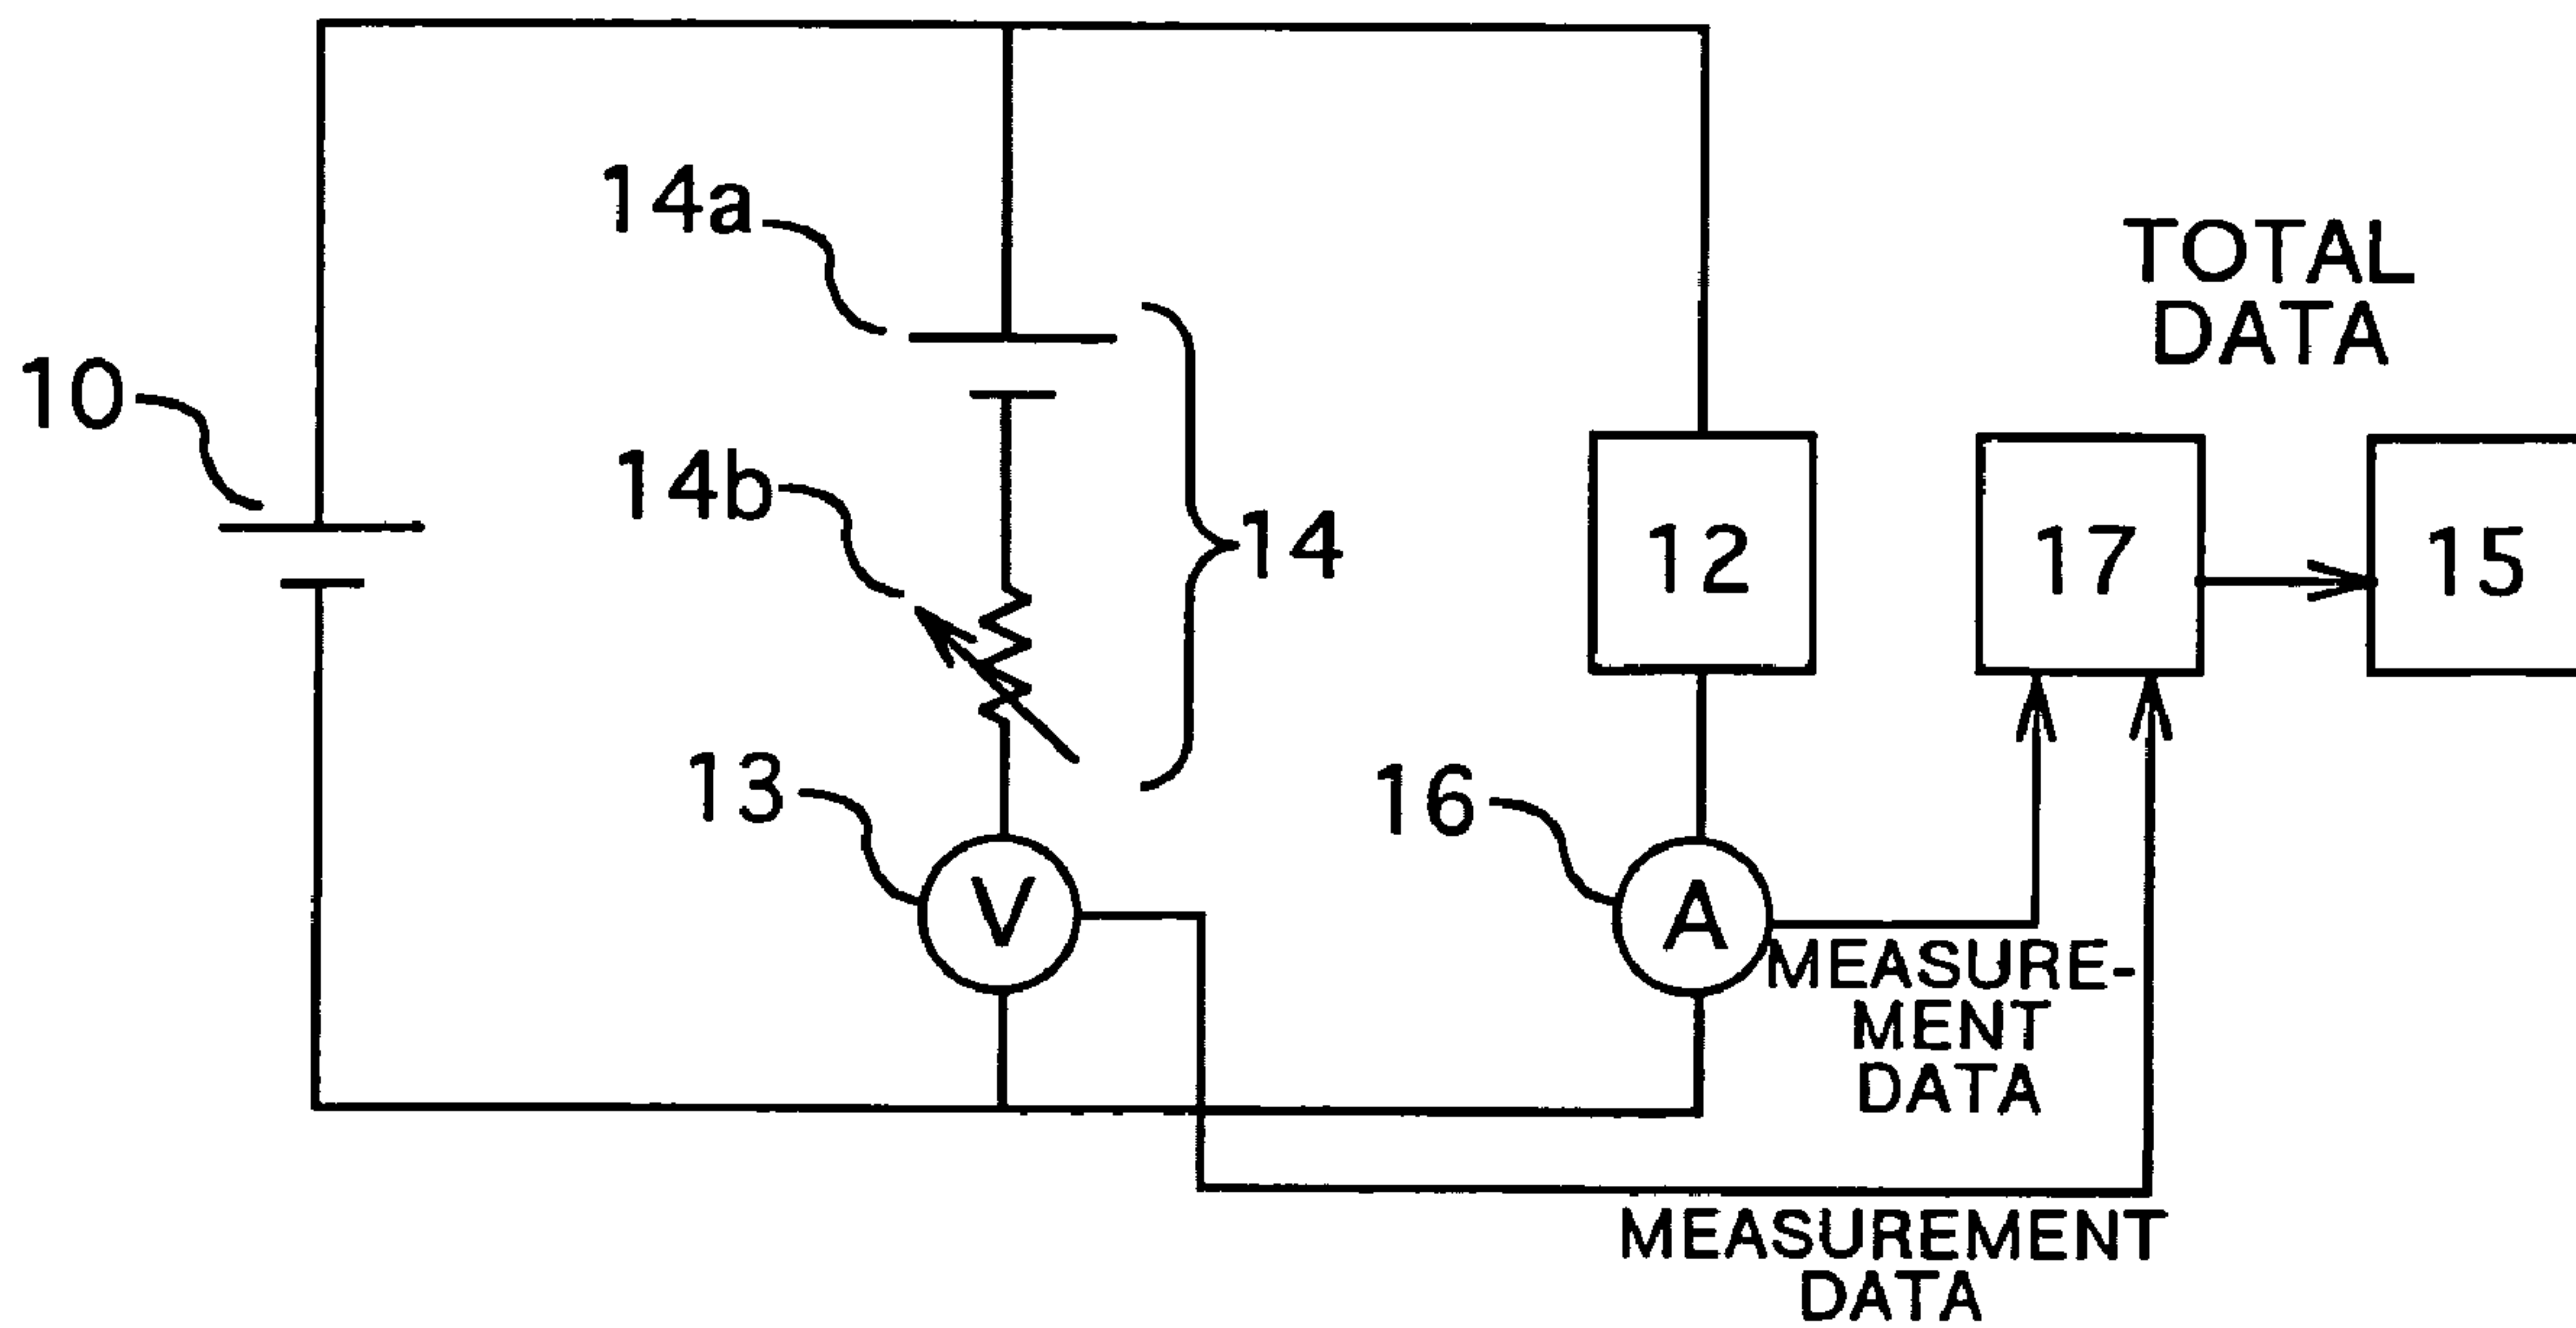 14a
TOTAL
DATA
10
14b
14
12
17
15
13
16
V
A
MEASURE-
MENT
DATA
MEASUREMENT
DATA